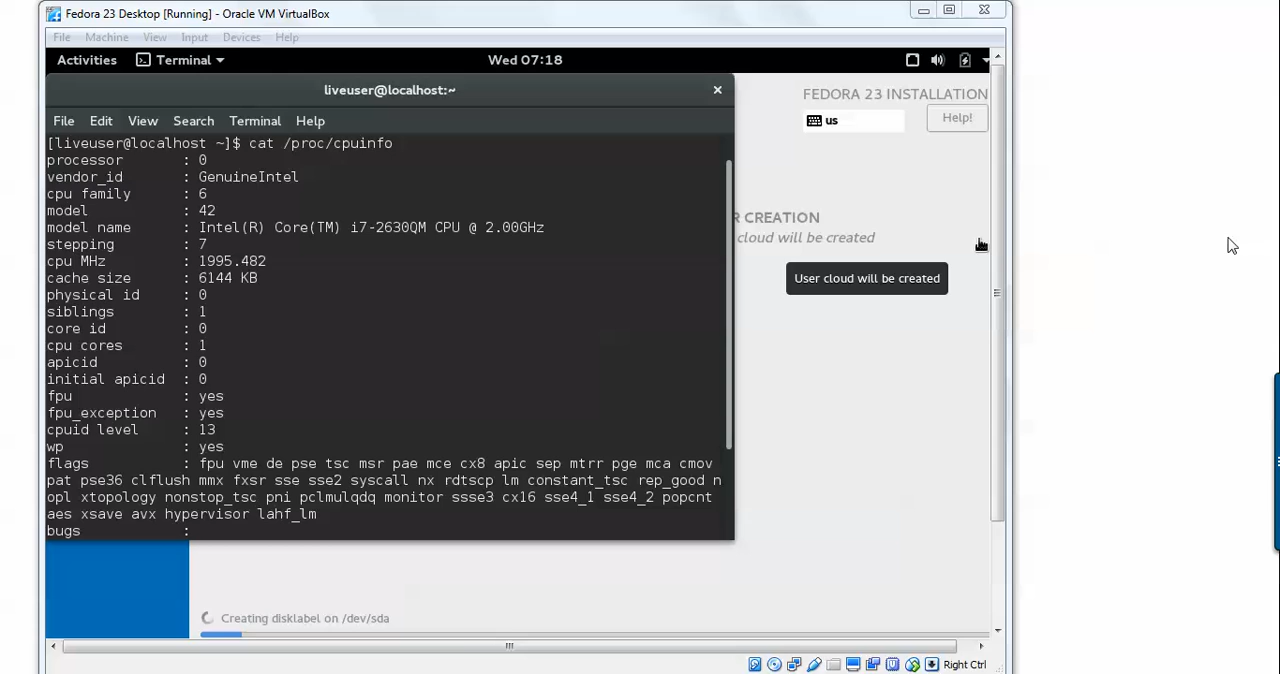 Fedora 23 Desktop [Running] - Oracle VM VirtualBox
File Machine View Input Devices Help
Activities Terminal Wed 07:18
liveuser@localhost:~
FEDORA 23 INSTALLATION
us Help!
File Edit View Search Terminal Help
[liveuser@localhost ~]$ cat /proc/cpuinfo
processor : 0
vendor_id : GenuineIntel
cpu family : 6
model : 42
model name : Intel(R) Core(TM) i7-2630QM CPU @ 2.00GHz
stepping : 7
cpu MHz : 1995.482
cache size : 6144 KB
physical id : 0
siblings : 1
core id : 0
cpu cores : 1
apicid : 0
initial apicid : 0
fpu : yes
fpu_exception : yes
cpuid level : 13
wp : yes
flags : fpu vme de pse tsc msr pae mce cx8 apic sep mtrr pge mca cmov
pat pse36 clflush mmx fxsr sse sse2 syscall nx rdtscp lm constant_tsc rep_good n
opl xtopology nonstop_tsc pni pclmulqdq monitor ssse3 cx16 sse4_1 sse4_2 popcnt
aes xsave avx hypervisor lahf_lm
bugs :
R CREATION
cloud will be created
User cloud will be created
Creating disklabel on /dev/sda
Right Ctrl